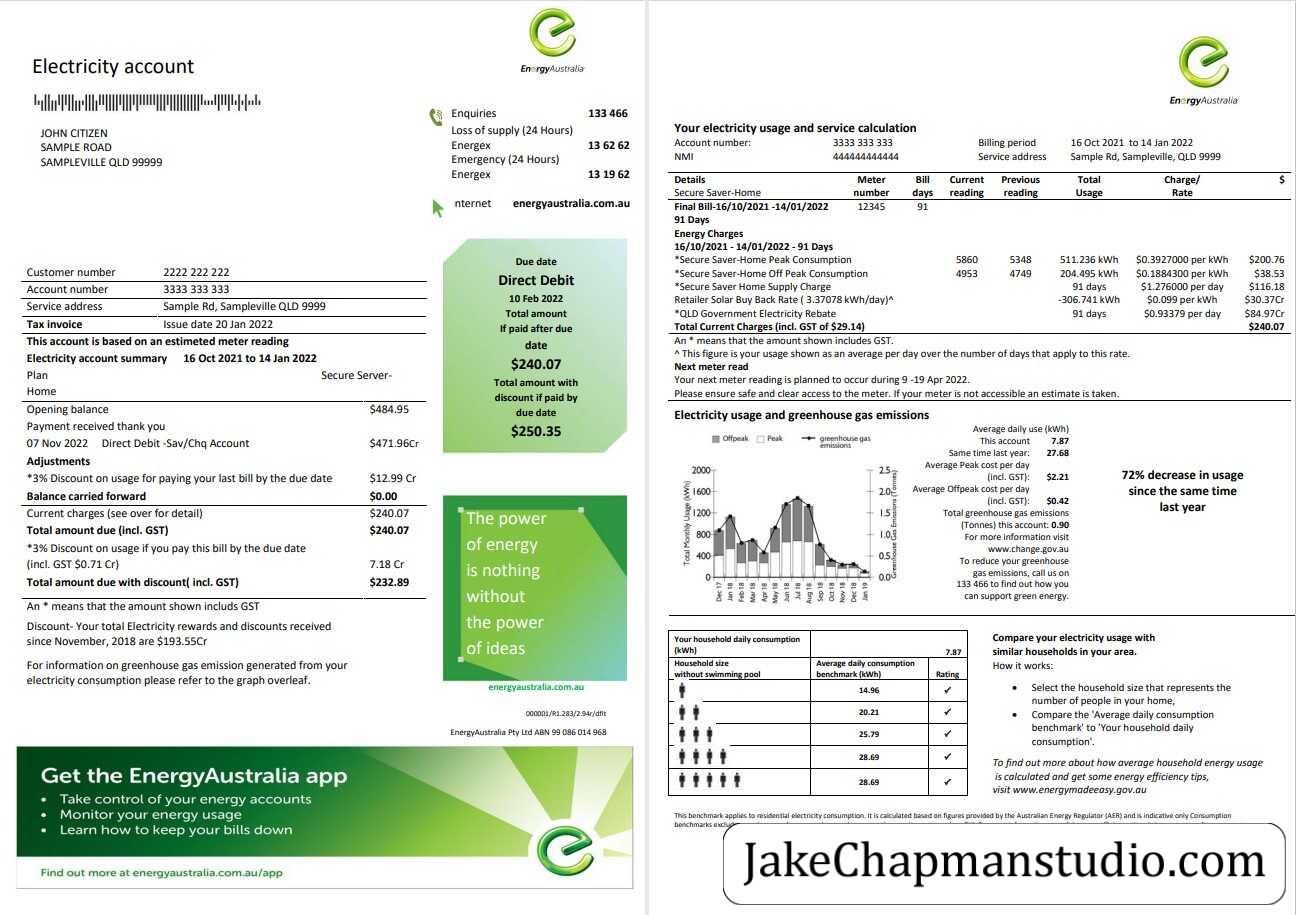 EnergyAustralia
Electricity account
JOHN CITIZEN
SAMPLE ROAD
SAMPLEVILLE QLD 99999
Enquiries 133 466
Loss of supply (24 Hours)
Energex 13 62 62
Emergency (24 Hours)
Energex 13 19 62
nternet energyaustralia.com.au
Customer number 2222 222 222
Account number 3333 333 333
Service address Sample Rd, Sampleville QLD 9999
Tax invoice Issue date 20 Jan 2022
This account is based on an estimeted meter reading
Electricity account summary 16 Oct 2021 to 14 Jan 2022
Plan Secure Server-
Home
Opening balance $484.95
Payment received thank you
07 Nov 2022 Direct Debit -Sav/Chq Account $471.96Cr
Adjustments
*3% Discount on usage for paying your last bill by the due date $12.99 Cr
Balance carried forward $0.00
Current charges (see over for detail) $240.07
Total amount due (incl. GST) $240.07
*3% Discount on usage if you pay this bill by the due date
(incl. GST $0.71 Cr) 7.18 Cr
Total amount due with discount( incl. GST) $232.89
An * means that the amount shown includs GST
Discount- Your total Electricity rewards and discounts received
since November, 2018 are $193.55Cr
For information on greenhouse gas emission generated from your
electricity consumption please refer to the graph overleaf.
Due date
Direct Debit
10 Feb 2022
Total amount
If paid after due
date
$240.07
Total amount with
discount if paid by
due date
$250.35
The power
of energy
is nothing
without
the power
of ideas
energyaustralia.com.au
000001/R1.283/2.94r/dfit
EnergyAustralia Pty Ltd ABN 99 086 014 968
Get the EnergyAustralia app
• Take control of your energy accounts
• Monitor your energy usage
• Learn how to keep your bills down
Find out more at energyaustralia.com.au/app
EnergyAustralia
Your electricity usage and service calculation
Account number: 3333 333 333 Billing period 16 Oct 2021 to 14 Jan 2022
NMI 444444444444 Service address Sample Rd, Sampleville, QLD 9999
Details Meter Bill Current Previous Total Charge/ $
Secure Saver-Home number days reading reading Usage Rate
Final Bill-16/10/2021 -14/01/2022 12345 91
91 Days
Energy Charges
16/10/2021 - 14/01/2022 - 91 Days
*Secure Saver-Home Peak Consumption 5860 5348 511.236 kWh $0.3927000 per kWh $200.76
*Secure Saver-Home Off Peak Consumption 4953 4749 204.495 kWh $0.1884300 per kWh $38.53
*Secure Saver Home Supply Charge 91 days $1.276000 per day $116.18
Retailer Solar Buy Back Rate ( 3.37078 kWh/day)^ -306.741 kWh $0.099 per kWh $30.37Cr
*QLD Government Electricity Rebate 91 days $0.93379 per day $84.97Cr
Total Current Charges (incl. GST of $29.14) $240.07
An * means that the amount shown includes GST.
^ This figure is your usage shown as an average per day over the number of days that apply to this rate.
Next meter read
Your next meter reading is planned to occur during 9 -19 Apr 2022.
Please ensure safe and clear access to the meter. If your meter is not accessible an estimate is taken.
Electricity usage and greenhouse gas emissions
Offpeak Peak greenhouse gas
emissions
Total Monthly Usage (kWh)
2000
1600
1200
800
400
0
2.5
2.0
1.5
1.0
0.5
0.0
Greenhouse Gas Emissions (Tonnes)
Dec 17 Jan 18 Feb 18 Mar 18 Apr 18 May 18 Jun 18 Jul 18 Aug 18 Sep 18 Oct 18 Nov 18 Dec 18 Jan 19
Average daily use (kWh)
This account 7.87
Same time last year: 27.68
Average Peak cost per day
(incl. GST): $2.21
Average Offpeak cost per day
(incl. GST): $0.42
Total greenhouse gas emissions
(Tonnes) this account: 0.90
For more information visit
www.change.gov.au
To reduce your greenhouse
gas emissions, call us on
133 466 to find out how you
can support green energy.
72% decrease in usage
since the same time
last year
Your household daily consumption
(kWh) 7.87
Household size Average daily consumption
without swimming pool benchmark (kWh) Rating
14.96 ✓
20.21 ✓
25.79 ✓
28.69 ✓
28.69 ✓
Compare your electricity usage with
similar households in your area.
How it works:
• Select the household size that represents the
number of people in your home,
• Compare the 'Average daily consumption
benchmark' to 'Your household daily
consumption'.
To find out more about how average household energy usage
is calculated and get some energy efficiency tips,
visit www.energymadeeasy.gov.au
This benchmark applies to residential electricity consumption. It is calculated based on figures provided by the Australian Energy Regulator (AER) and is indicative only Consumption
benchmarks
JakeChapmanstudio.com